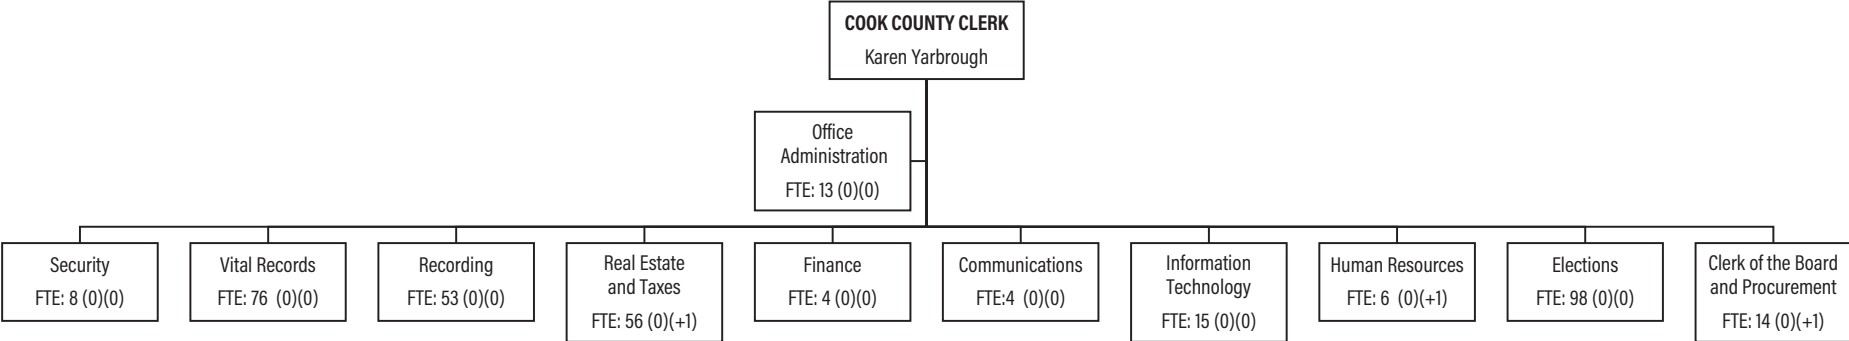 COOK COUNTY CLERK
Karen Yarbrough
Office
Administration
FTE: 13 (0)(0)
Security
FTE: 8 (0)(0)
Vital Records
FTE: 76 (0)(0)
Recording
FTE: 53 (0)(0)
Real Estate
and Taxes
FTE: 56 (0)(+1)
Finance
FTE: 4 (0)(0)
Communications
FTE:4 (0)(0)
Information
Technology
FTE: 15 (0)(0)
Human Resources
FTE: 6 (0)(+1)
Elections
FTE: 98 (0)(0)
Clerk of the Board
and Procurement
FTE: 14 (0)(+1)